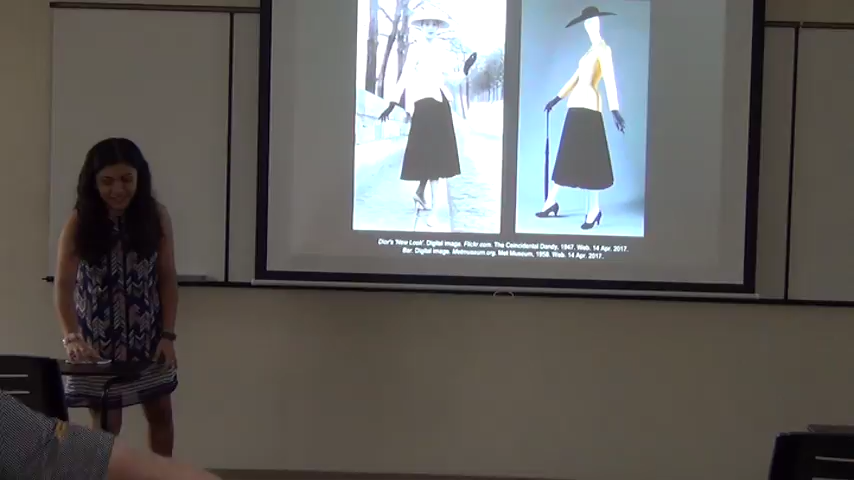 Dior's 'New Look'. Digital image. Flickr.com. The Coincidental Dandy, 1947. Web. 14 Apr. 2017.
Bar. Digital image. Metmuseum.org. Met Museum, 1958. Web. 14 Apr. 2017.